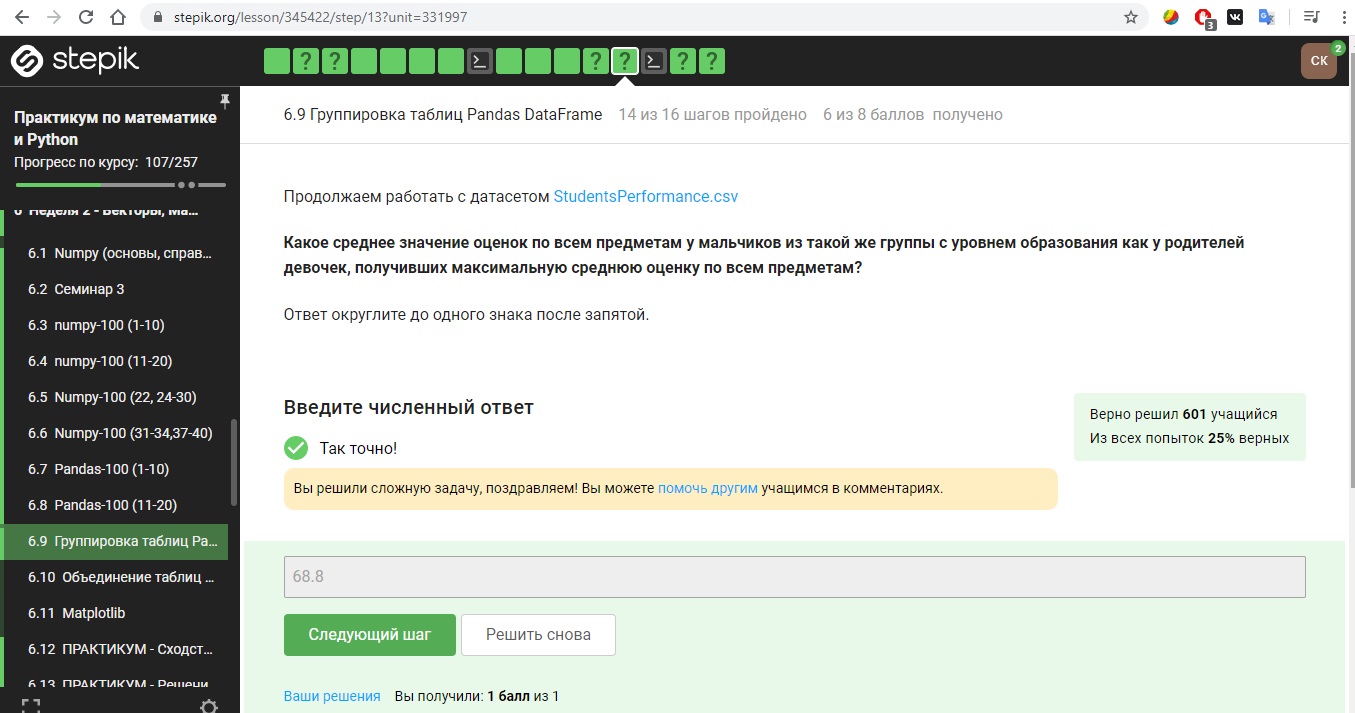 stepik.org/lesson/345422/step/13?unit=331997
3
stepik
? ? ? ? ? ?
СК
2
Практикум по математике
и Python
Прогресс по курсу: 107/257
6 Неделя 2 - Векторы, Ма...
6.1 Numpy (основы, справ...
6.2 Семинар 3
6.3 numpy-100 (1-10)
6.4 numpy-100 (11-20)
6.5 Numpy-100 (22, 24-30)
6.6 Numpy-100 (31-34,37-40)
6.7 Pandas-100 (1-10)
6.8 Pandas-100 (11-20)
6.9 Группировка таблиц Pa...
6.10 Объединение таблиц ...
6.11 Matplotlib
6.12 ПРАКТИКУМ - Сходст...
6.13 ПРАКТИКУМ - Решени
6.9 Группировка таблиц Pandas DataFrame 14 из 16 шагов пройдено 6 из 8 баллов получено
Продолжаем работать с датасетом StudentsPerformance.csv
Какое среднее значение оценок по всем предметам у мальчиков из такой же группы с уровнем образования как у родителей
девочек, получивших максимальную среднюю оценку по всем предметам?
Ответ округлите до одного знака после запятой.
Введите численный ответ
Так точно!
Вы решили сложную задачу, поздравляем! Вы можете помочь другим учащимся в комментариях.
Верно решил 601 учащийся
Из всех попыток 25% верных
68.8
Следующий шаг
Решить снова
Ваши решения Вы получили: 1 балл из 1